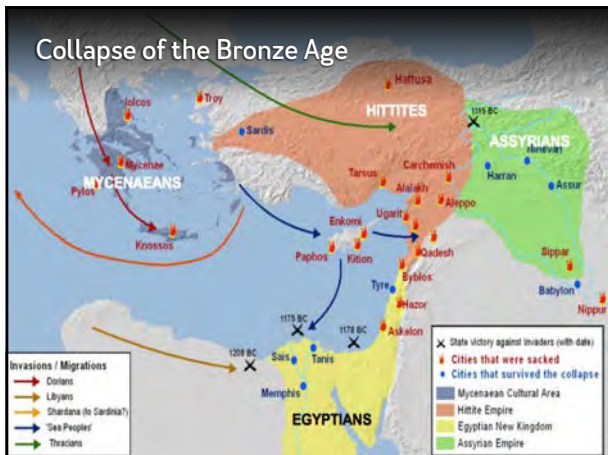 Collapse of the Bronze Age
Hattusa
HITTITES
Iolcos
Troy
Sardis
1195 BC
ASSYRIANS
MYCENAEANS
Mycenae
Pylos
Knossos
Tarsus
Carchemish
Alalakh
Aleppo
Ninevah
Harran
Assur
Enkomi
Ugarit
Paphos
Kition
Qadesh
Byblos
Sippar
Babylon
Nippur
Tyre
Hazor
Askelon
1175 BC
1178 BC
1208 BC
Sais
Tanis
Memphis
EGYPTIANS
Invasions / Migrations
Dorians
Libyans
Shardana (to Sardinia?)
'Sea Peoples'
Thracians
State victory against invaders (with date)
Cities that were sacked
Cities that survived the collapse
Mycenaean Cultural Area
Hittite Empire
Egyptian New Kingdom
Assyrian Empire